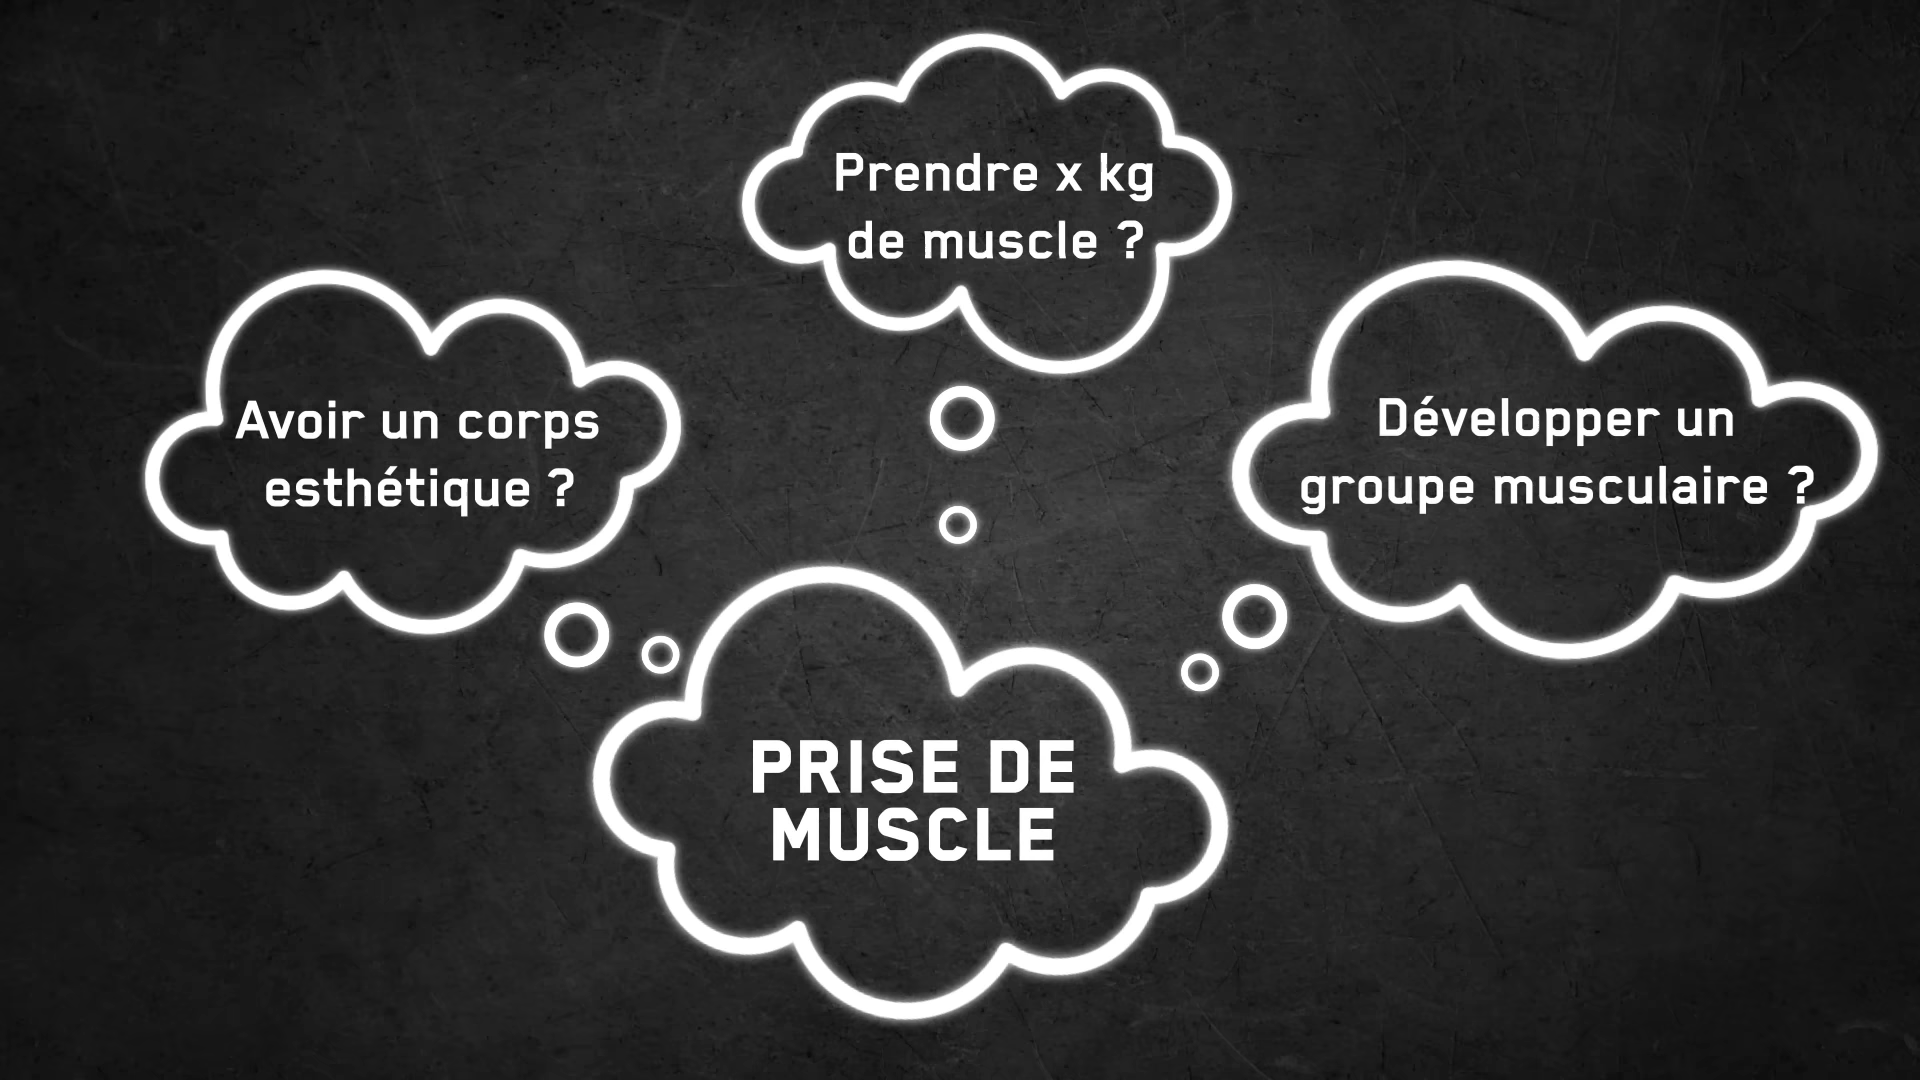 Prendre x kg
de muscle ?
Avoir un corps
esthétique ?
Développer un
groupe musculaire ?
PRISE DE
MUSCLE